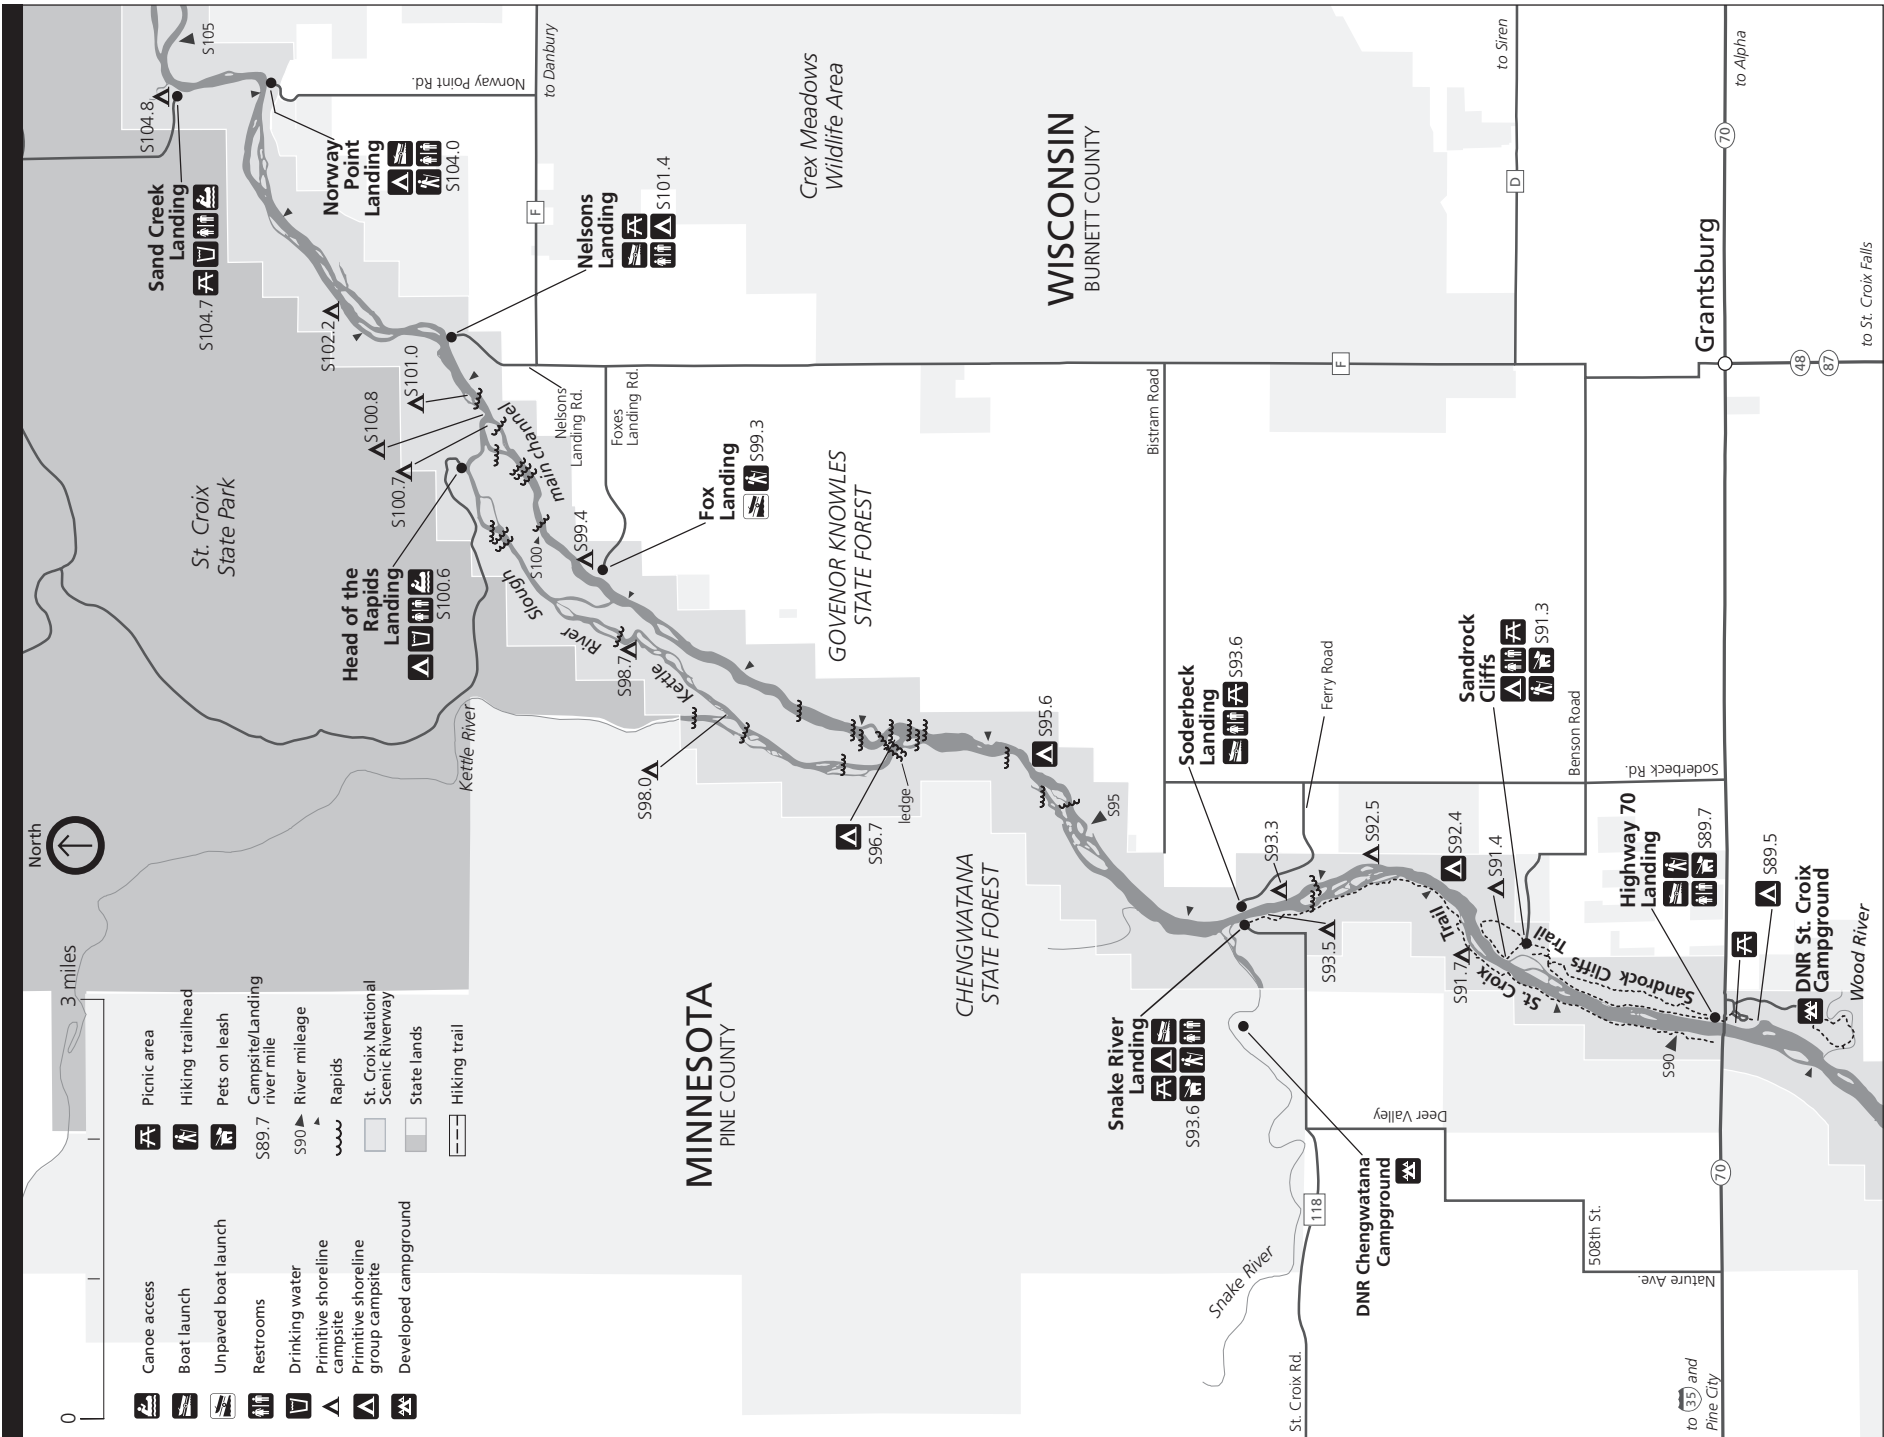 North
0
3 miles
Canoe access
Boat launch
Unpaved boat launch
Restrooms
Drinking water
Primitive shoreline
campsite
Primitive shoreline
group campsite
Developed campground
Picnic area
Hiking trailhead
Pets on leash
S89.7
Campsite/Landing
river mile
S90
River mileage
Rapids
St. Croix National
Scenic Riverway
State lands
Hiking trail
S105
S104.8
Sand Creek
Landing
S104.7
Norway
Point
Landing
S104.0
Norway Point Rd.
to Danbury
F
S102.2
Nelsons
Landing
S101.4
S101.0
S100.8
S100.7
main channel
Nelsons
Landing Rd.
Foxes
Landing Rd.
St. Croix
State Park
Head of the
Rapids
Landing
S100.6
S100
S99.4
Fox
Landing
S99.3
Kettle River Slough
S98.7
S98.0
Kettle River
S96.7
ledge
S95.6
S95
Crex Meadows
Wildlife Area
WISCONSIN
BURNETT COUNTY
GOVENOR KNOWLES
STATE FOREST
MINNESOTA
PINE COUNTY
CHENGWATANA
STATE FOREST
Bistram Road
F
to Siren
D
to Alpha
70
Grantsburg
48
87
to St. Croix Falls
Soderbeck
Landing
S93.6
Ferry Road
Snake River
Landing
S93.6
S93.5
S93.3
S92.5
S92.4
Sandrock
Cliffs
S91.3
S91.4
S91.7
Benson Road
Soderbeck Rd.
St. Croix Trail
Sandrock Cliffs Trail
Highway 70
Landing
S89.7
S90
S89.5
DNR St. Croix
Campground
Wood River
DNR Chengwatana
Campground
Deer Valley
118
Snake River
St. Croix Rd.
508th St.
Nature Ave.
70
to 35 and
Pine City